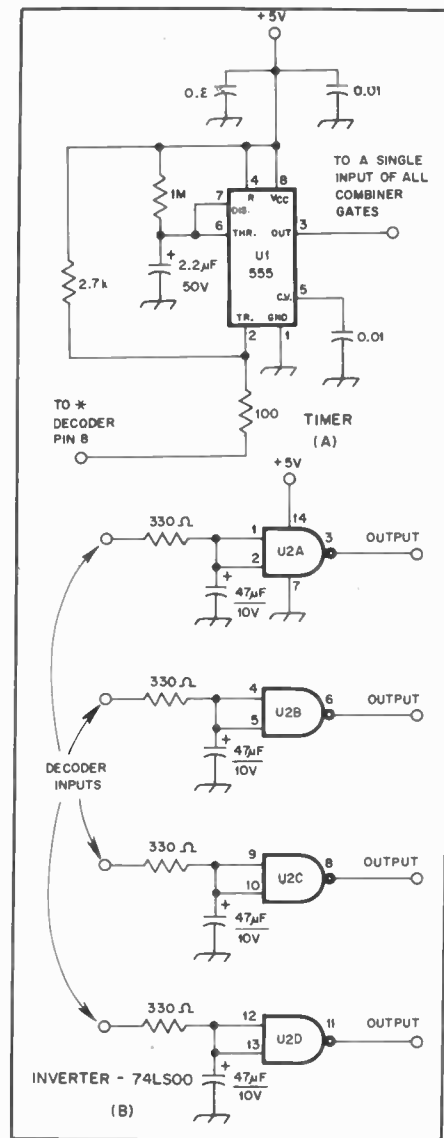 +5V
0.2
0.01
1M
4
R
8
VCC
7
DIS.
6
THR.
OUT
3
U1
555
TO A SINGLE
INPUT OF ALL
COMBINER
GATES
2.7k
+
2.2µF
50V
5
C.V.
TR.
2
GND
1
0.01
100
TO *
DECODER
PIN 8
TIMER
(A)
+5V
14
330Ω
1
2
U2A
3
OUTPUT
7
+
47µF
10V
330Ω
4
5
U2B
6
OUTPUT
+
47µF
10V
DECODER
INPUTS
330Ω
9
10
U2C
8
OUTPUT
+
47µF
10V
330Ω
12
13
U2D
11
OUTPUT
+
47µF
10V
INVERTER - 74LS00
(B)